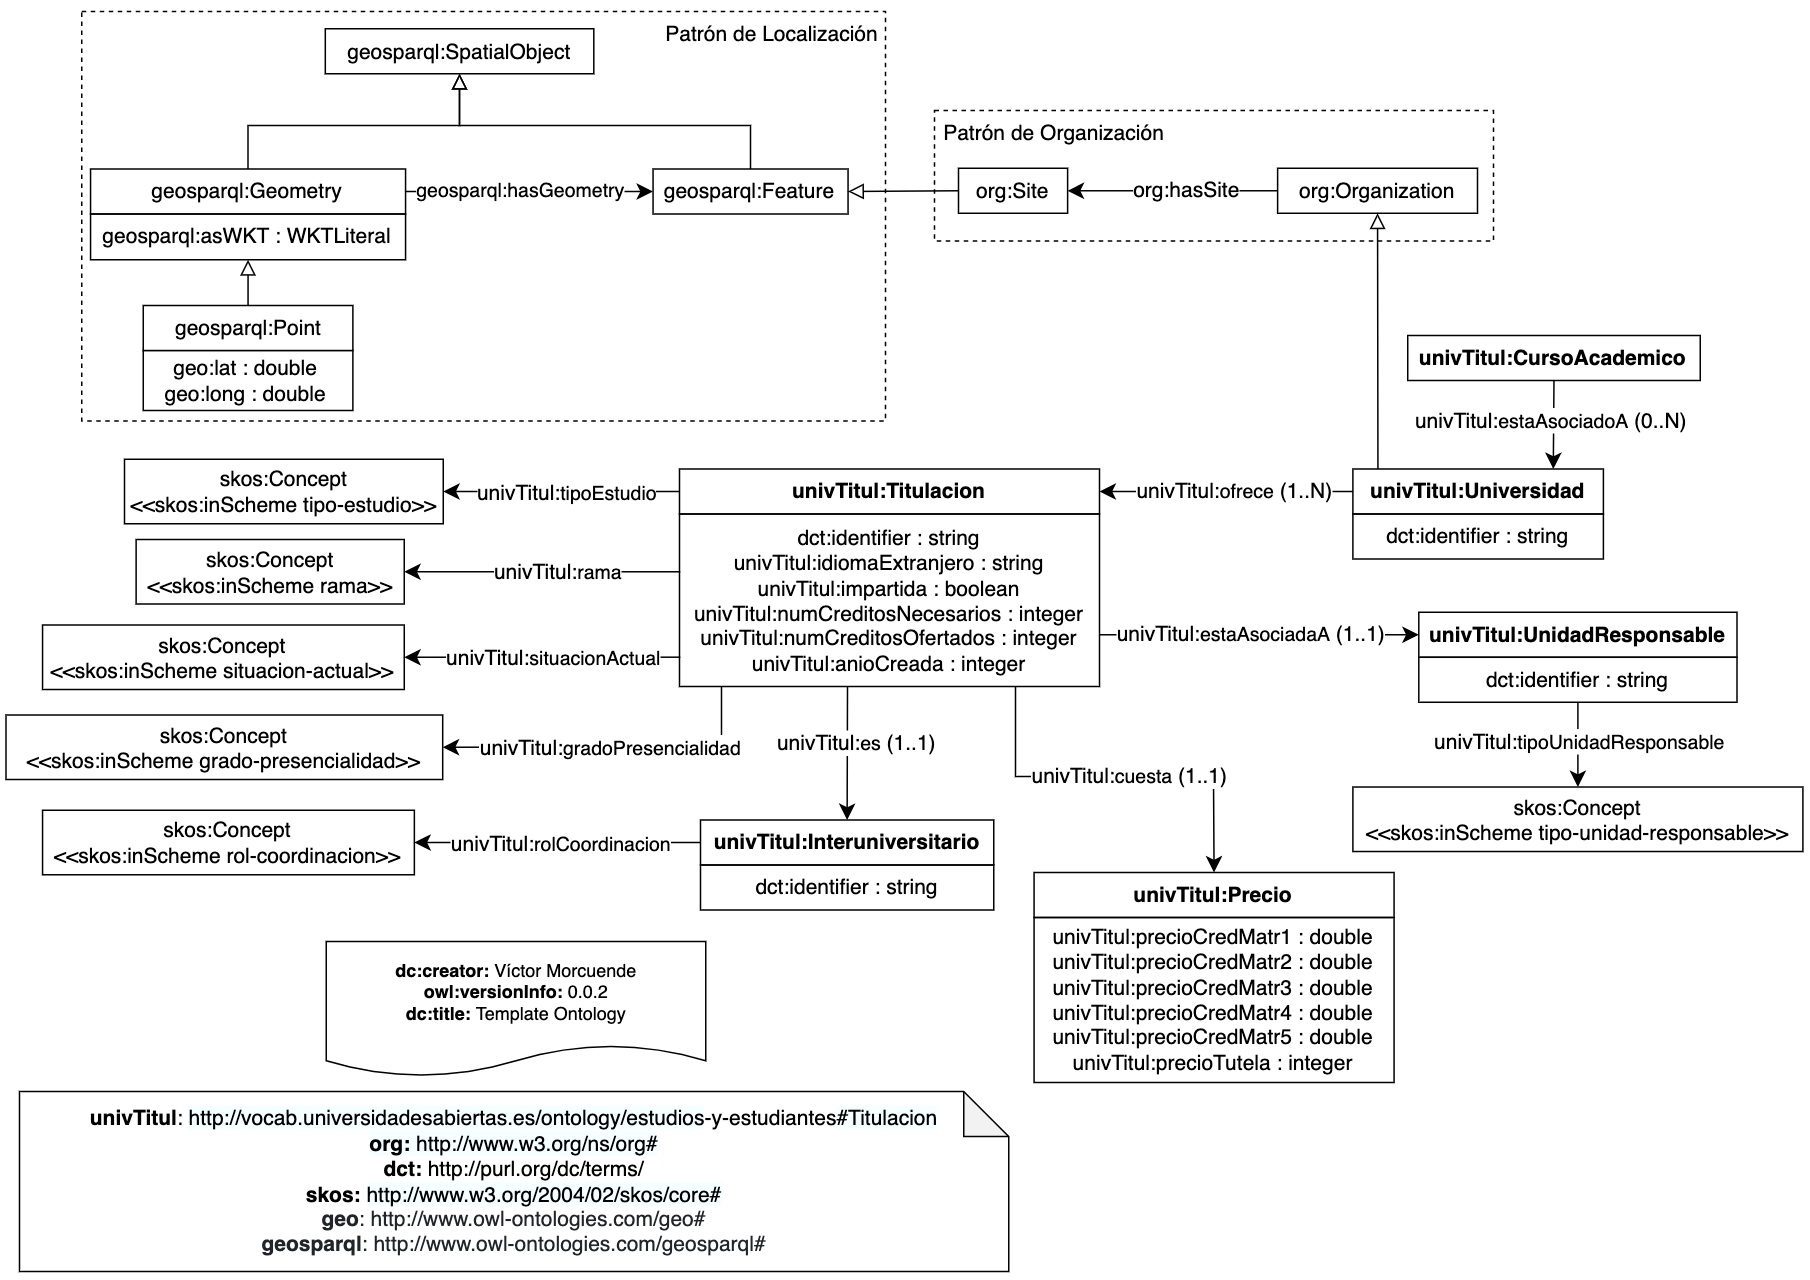 Patrón de Localización
geosparql:SpatialObject
Patrón de Organización
geosparql:Geometry
geosparql:asWKT : WKTLiteral
geosparql:hasGeometry
geosparql:Feature
org:Site
org:hasSite
org:Organization
geosparql:Point
geo:lat : double
geo:long : double
univTitul:CursoAcademico
univTitul:estaAsociadoA (0..N)
skos:Concept
<<skos:inScheme tipo-estudio>>
univTitul:tipoEstudio
univTitul:Titulacion
dct:identifier : string
univTitul:idiomaExtranjero : string
univTitul:impartida : boolean
univTitul:numCreditosNecesarios : integer
univTitul:numCreditosOfertados : integer
univTitul:anioCreada : integer
univTitul:ofrece (1..N)
univTitul:Universidad
dct:identifier : string
skos:Concept
<<skos:inScheme rama>>
univTitul:rama
skos:Concept
<<skos:inScheme situacion-actual>>
univTitul:situacionActual
univTitul:estaAsociadaA (1..1)
univTitul:UnidadResponsable
dct:identifier : string
univTitul:tipoUnidadResponsable
skos:Concept
<<skos:inScheme tipo-unidad-responsable>>
skos:Concept
<<skos:inScheme grado-presencialidad>>
univTitul:gradoPresencialidad
univTitul:es (1..1)
univTitul:cuesta (1..1)
skos:Concept
<<skos:inScheme rol-coordinacion>>
univTitul:rolCoordinacion
univTitul:Interuniversitario
dct:identifier : string
univTitul:Precio
univTitul:precioCredMatr1 : double
univTitul:precioCredMatr2 : double
univTitul:precioCredMatr3 : double
univTitul:precioCredMatr4 : double
univTitul:precioCredMatr5 : double
univTitul:precioTutela : integer
dc:creator: Víctor Morcuende
owl:versionInfo: 0.0.2
dc:title: Template Ontology
univTitul: http://vocab.universidadesabiertas.es/ontology/estudios-y-estudiantes#Titulacion
org: http://www.w3.org/ns/org#
dct: http://purl.org/dc/terms/
skos: http://www.w3.org/2004/02/skos/core#
geo: http://www.owl-ontologies.com/geo#
geosparql: http://www.owl-ontologies.com/geosparql#